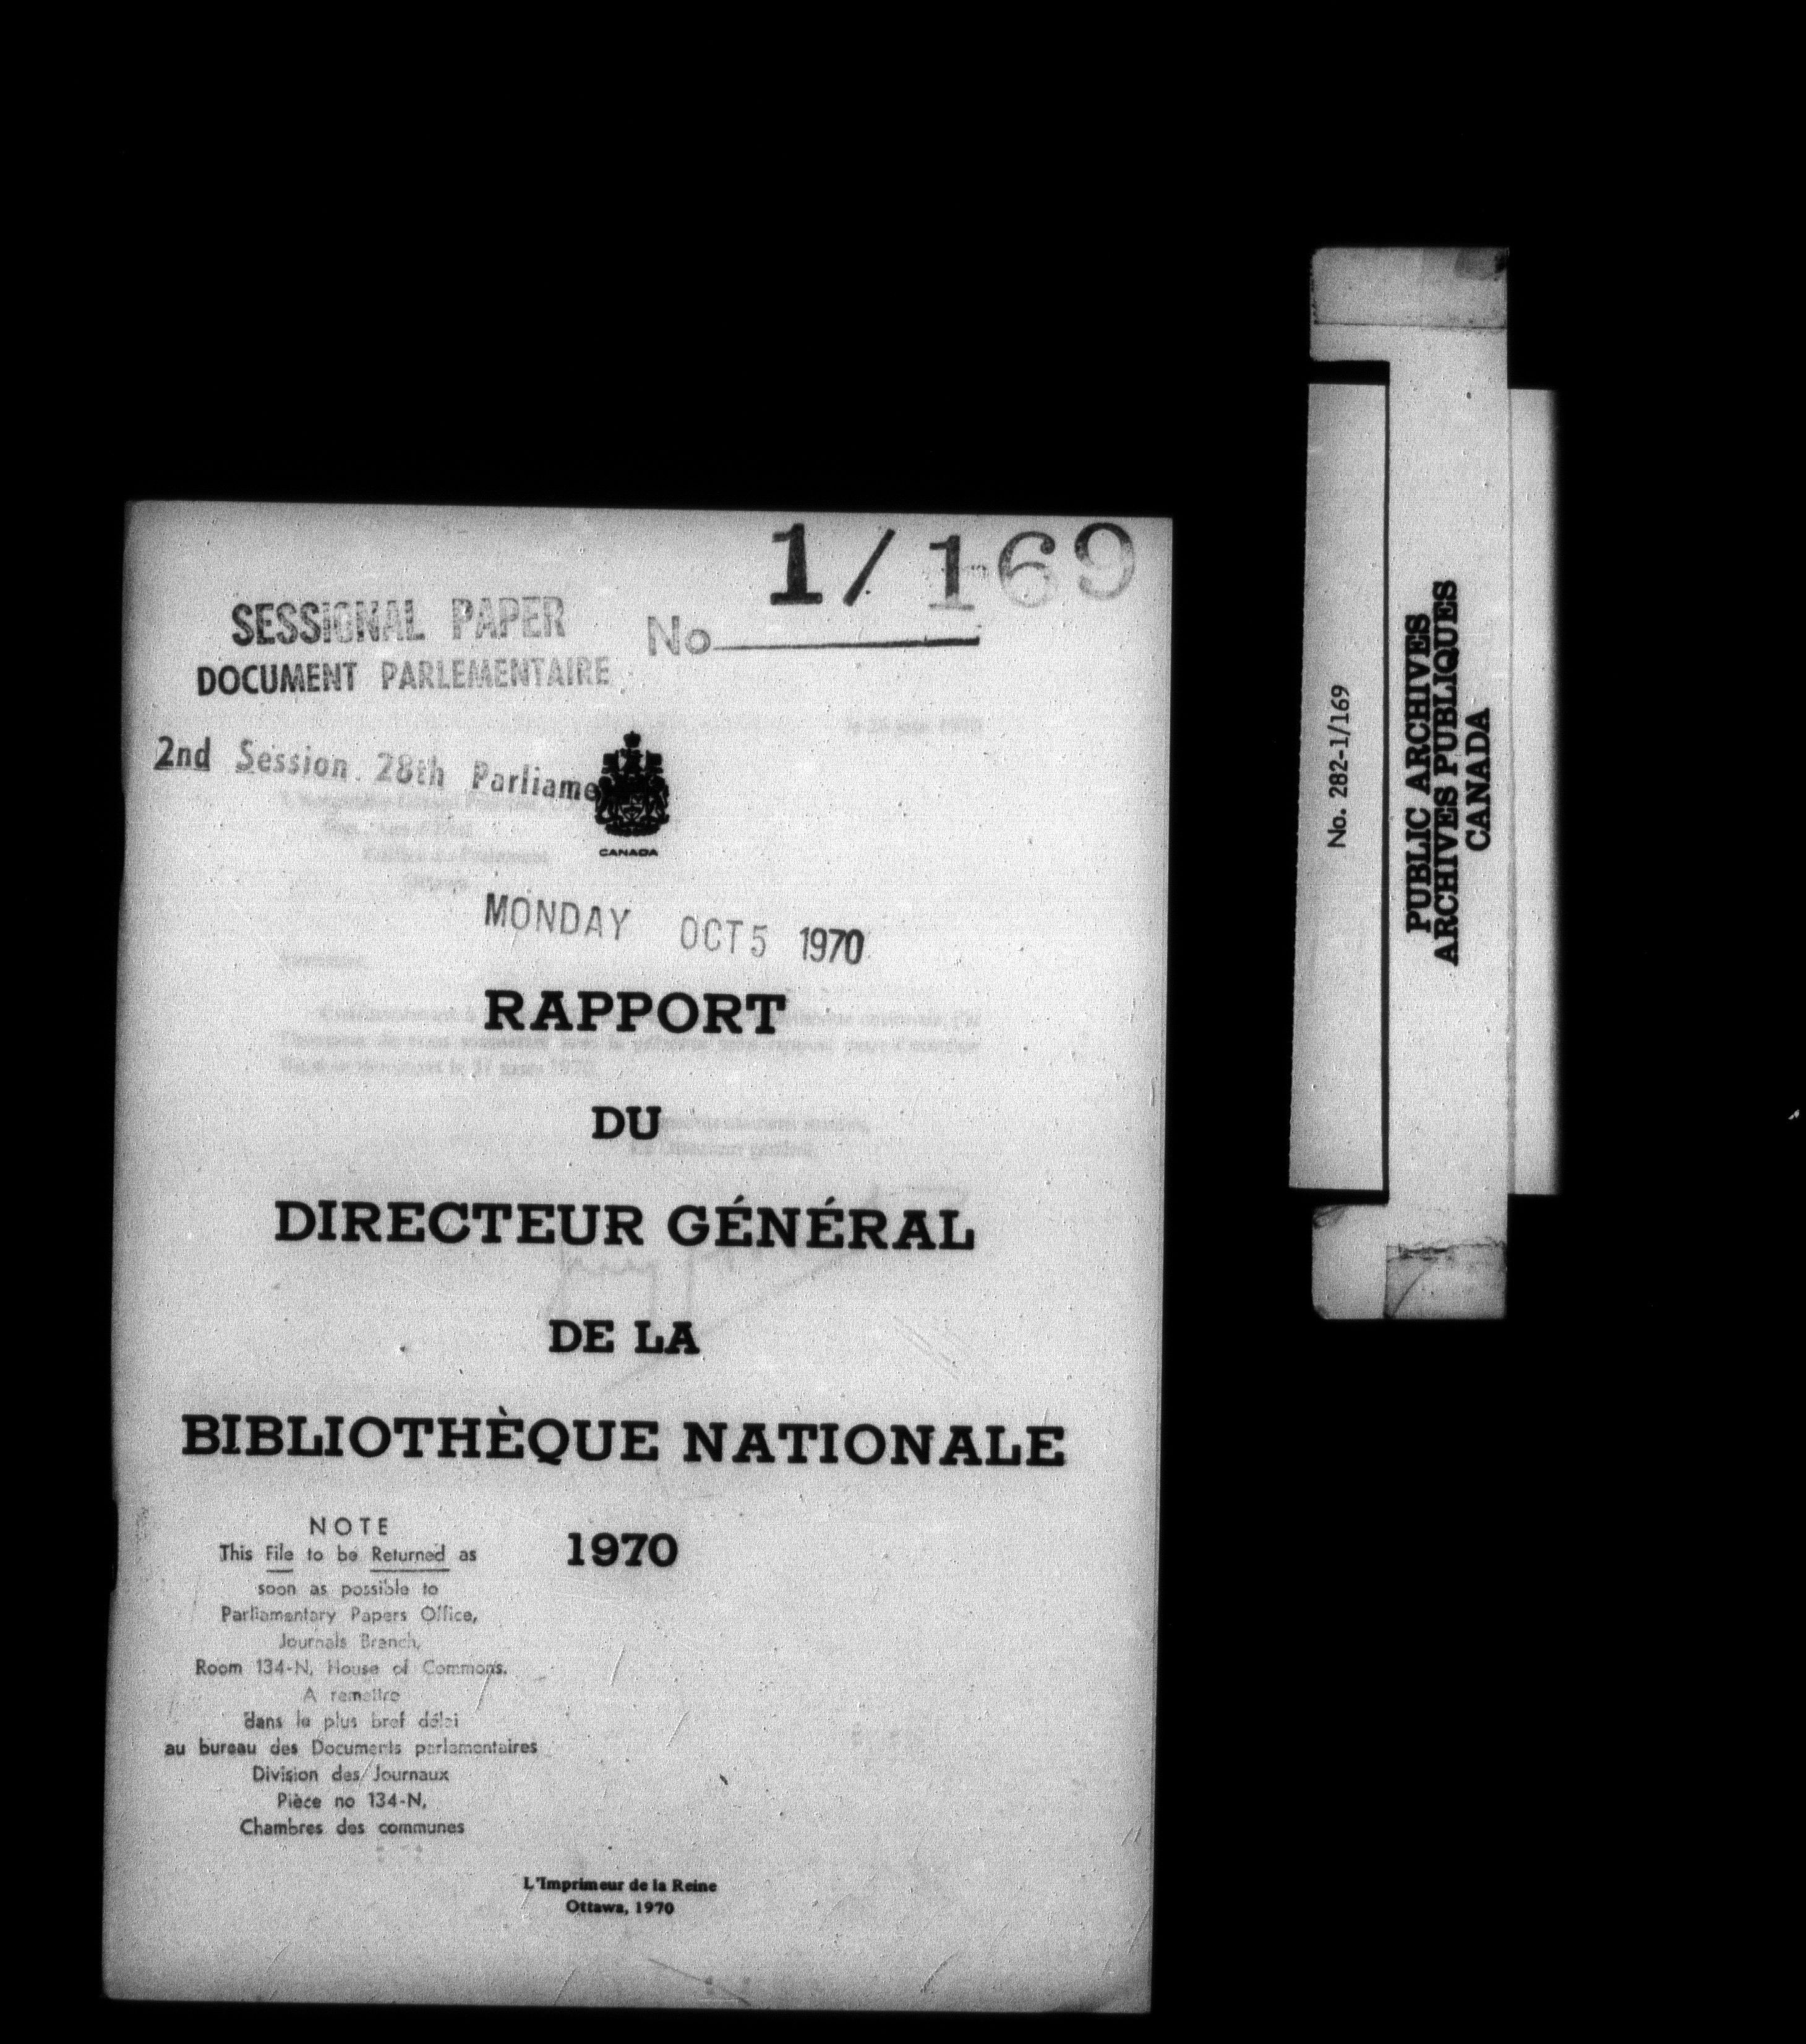 1/169
SESSIONAL PAPER
No
DOCUMENT PARLEMENTAIRE
2nd Session 28th Parliame
CANADA
MONDAY OCT 5 1970
RAPPORT
DU
DIRECTEUR GÉNÉRAL
DE LA
BIBLIOTHÈQUE NATIONALE
1970
NOTE
This File to be Returned as
soon as possible to
Parliamentary Papers Office,
Journals Branch,
Room 134-N, House of Commons.
A remettre
dans le plus bref délai
au bureau des Documents parlementaires
Division des Journaux
Pièce no 134-N,
Chambres des communes
L'Imprimeur de la Reine
Ottawa, 1970
No. 282-1/169
PUBLIC ARCHIVES
ARCHIVES PUBLIQUES
CANADA